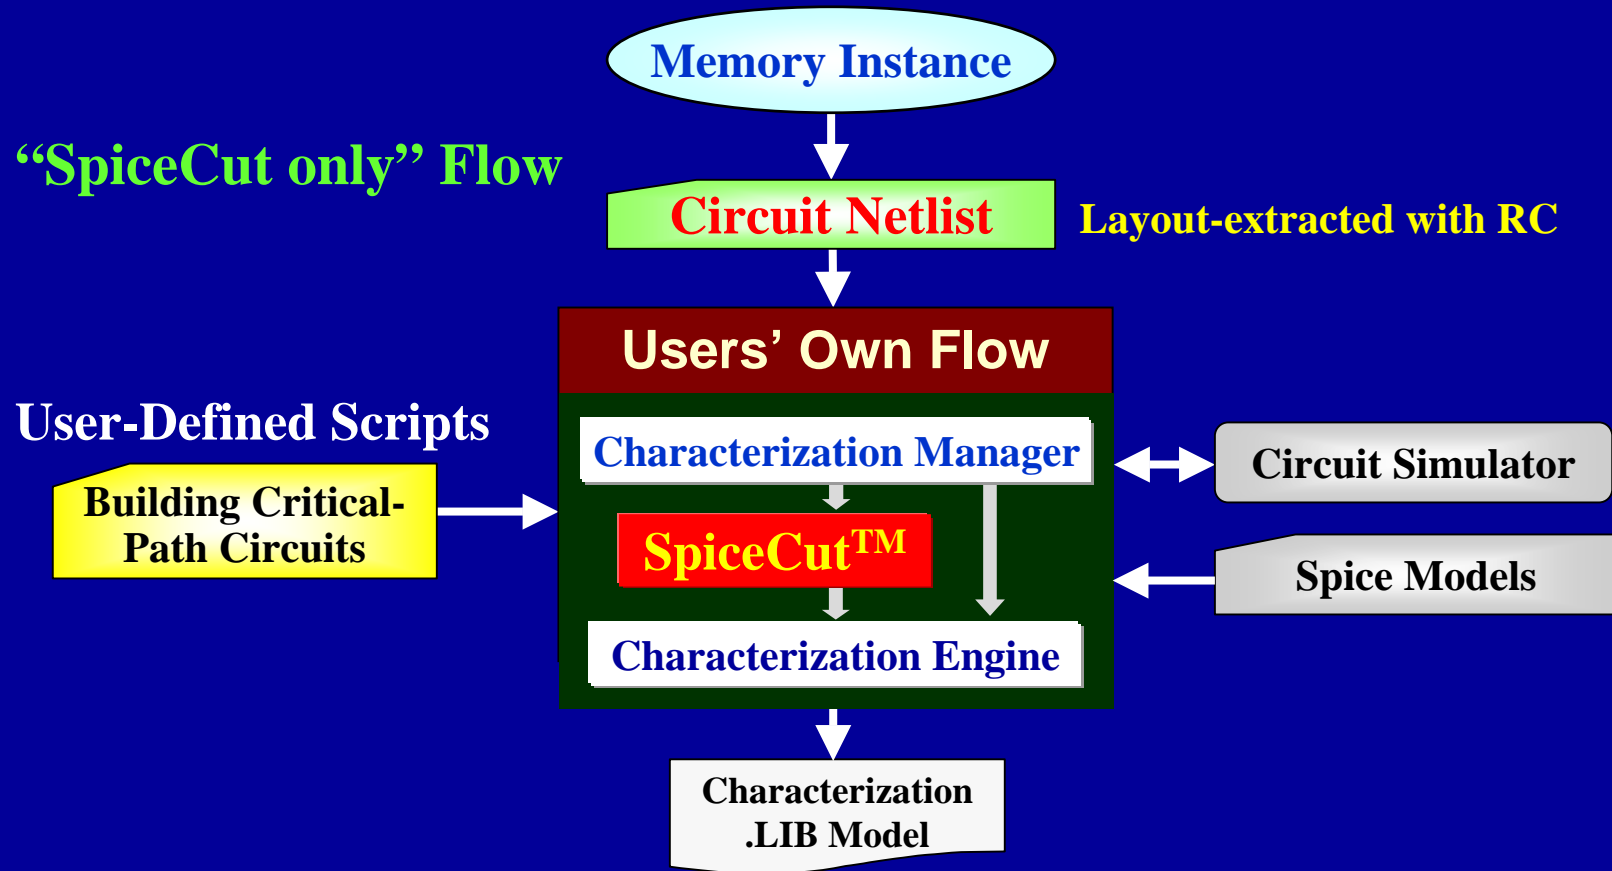 Memory Instance
“SpiceCut only” Flow
Circuit Netlist
Layout-extracted with RC
Users’ Own Flow
User-Defined Scripts
Characterization Manager
Circuit Simulator
Building Critical-
Path Circuits
SpiceCut™
Spice Models
Characterization Engine
Characterization
.LIB Model